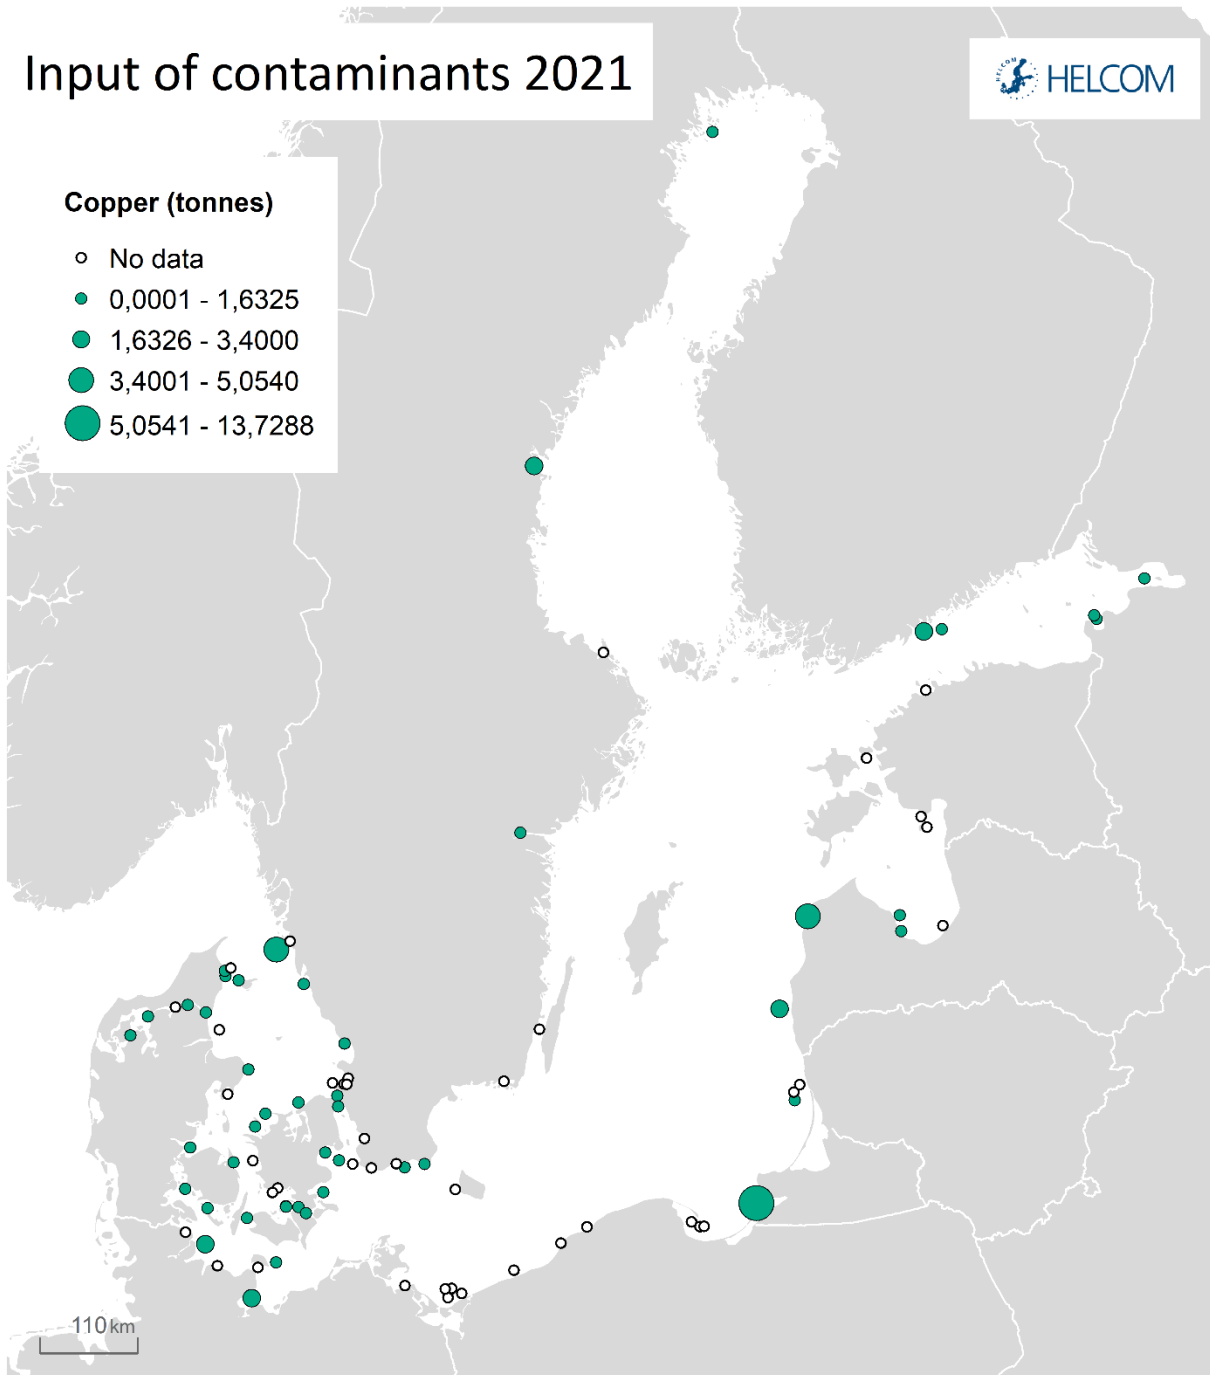 Input of contaminants 2021
HELCOM
HELCOM
Copper (tonnes)
No data
0,0001 - 1,6325
1,6326 - 3,4000
3,4001 - 5,0540
5,0541 - 13,7288
110 km